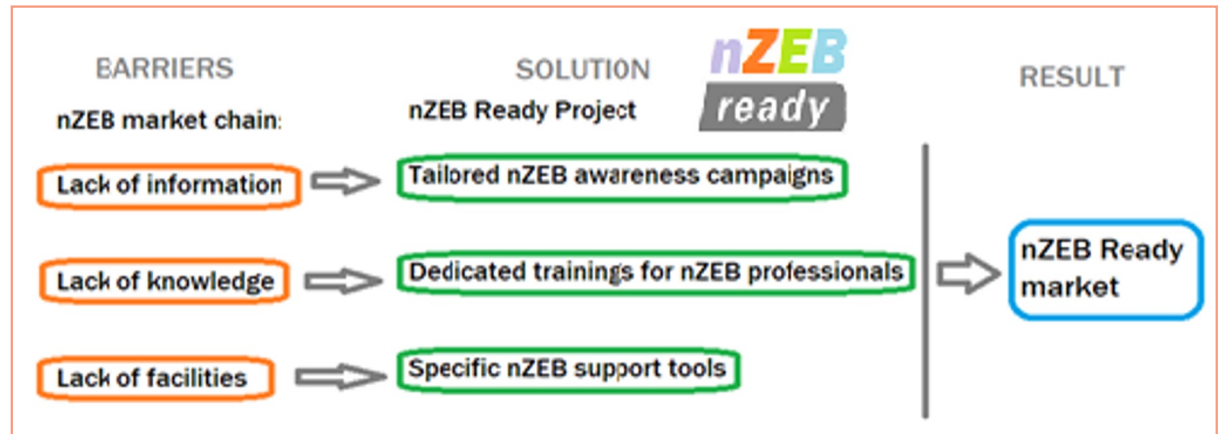 BARRIERS
SOLUTION
nZEB
ready
RESULT
nZEB market chain:
nZEB Ready Project
Lack of information
Tailored nZEB awareness campaigns
Lack of knowledge
Dedicated trainings for nZEB professionals
nZEB Ready
market
Lack of facilities
Specific nZEB support tools